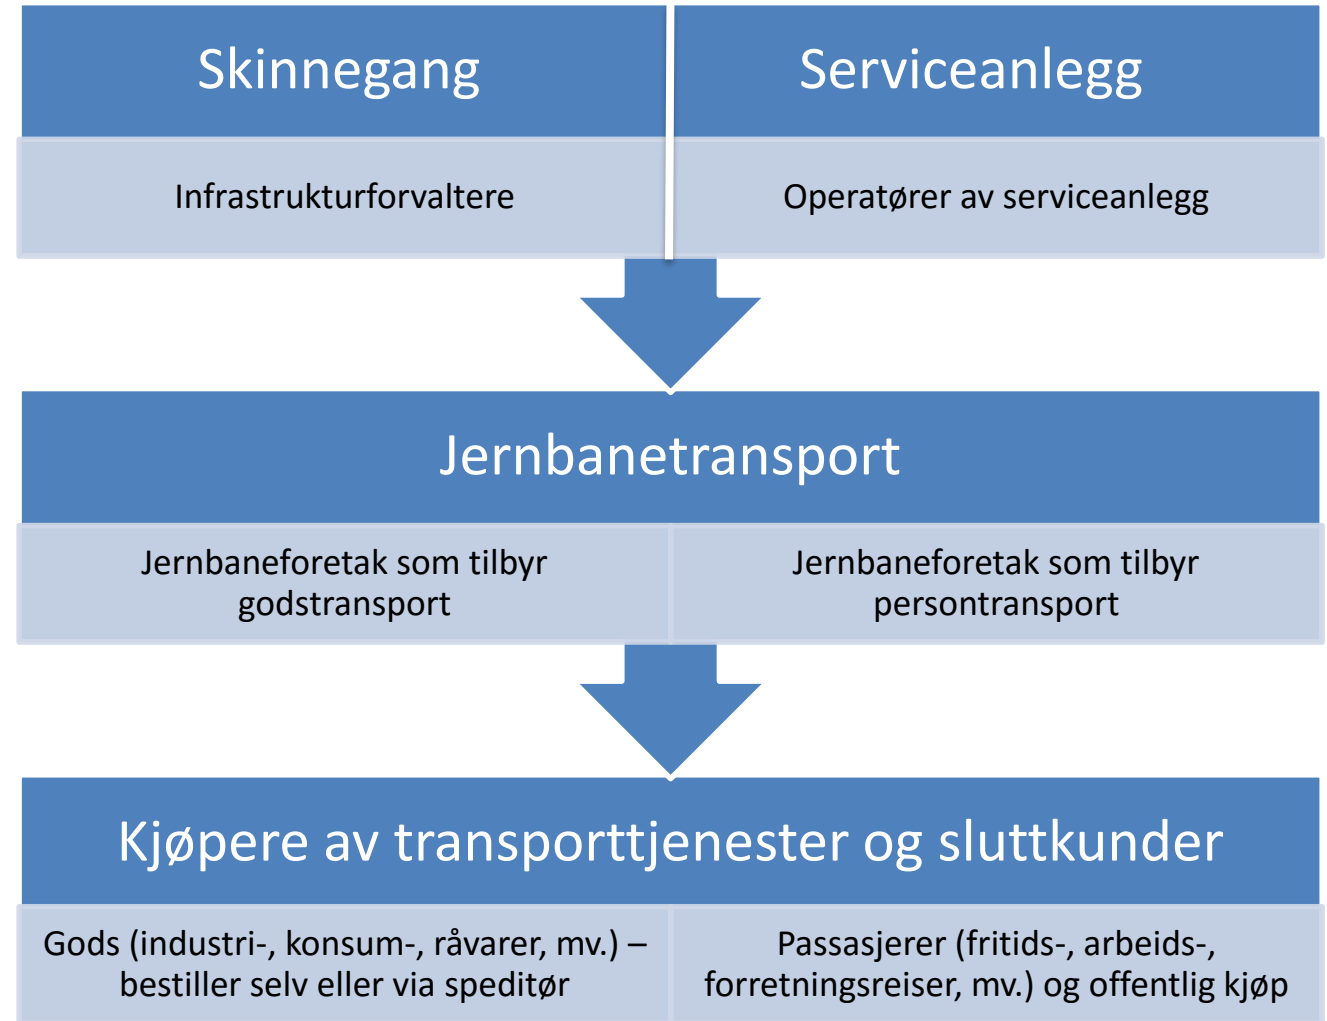 Skinnegang
Serviceanlegg
Infrastrukturforvaltere
Operatører av serviceanlegg
Jernbanetransport
Jernbaneforetak som tilbyr
godstransport
Jernbaneforetak som tilbyr
persontransport
Kjøpere av transporttjenester og sluttkunder
Gods (industri-, konsum-, råvarer, mv.) –
bestiller selv eller via speditør
Passasjerer (fritids-, arbeids-,
forretningsreiser, mv.) og offentlig kjøp